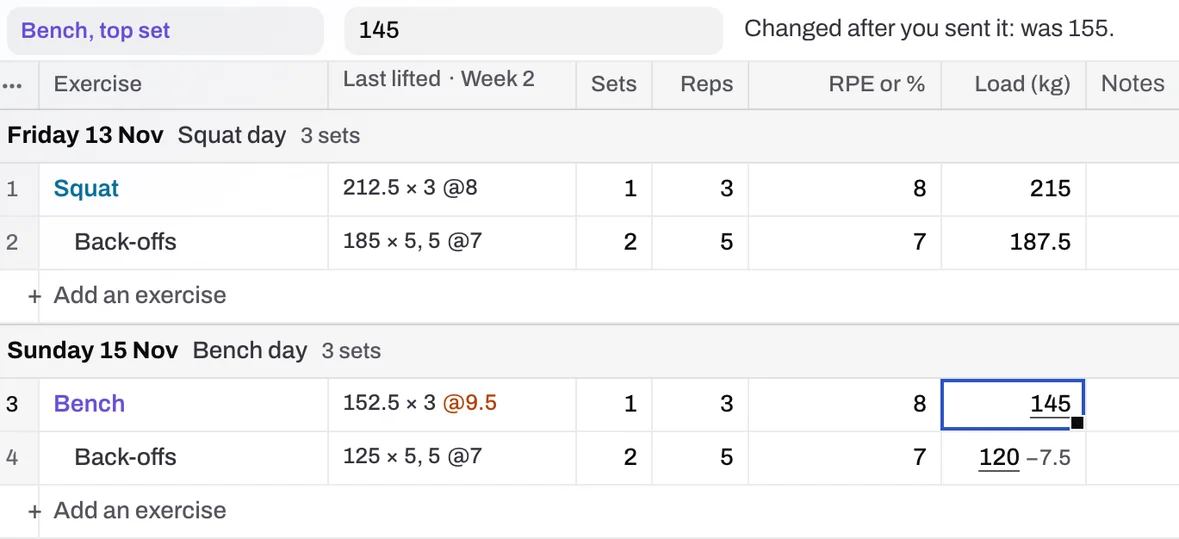 Bench, top set 145 Changed after you sent it: was 155.
... Exercise Last lifted · Week 2 Sets Reps RPE or % Load (kg) Notes
Friday 13 Nov Squat day 3 sets
1 Squat 212.5 × 3 @8 1 3 8 215
2 Back-offs 185 × 5, 5 @7 2 5 7 187.5
+ Add an exercise
Sunday 15 Nov Bench day 3 sets
3 Bench 152.5 × 3 @9.5 1 3 8 145
4 Back-offs 125 × 5, 5 @7 2 5 7 120 −7.5
+ Add an exercise